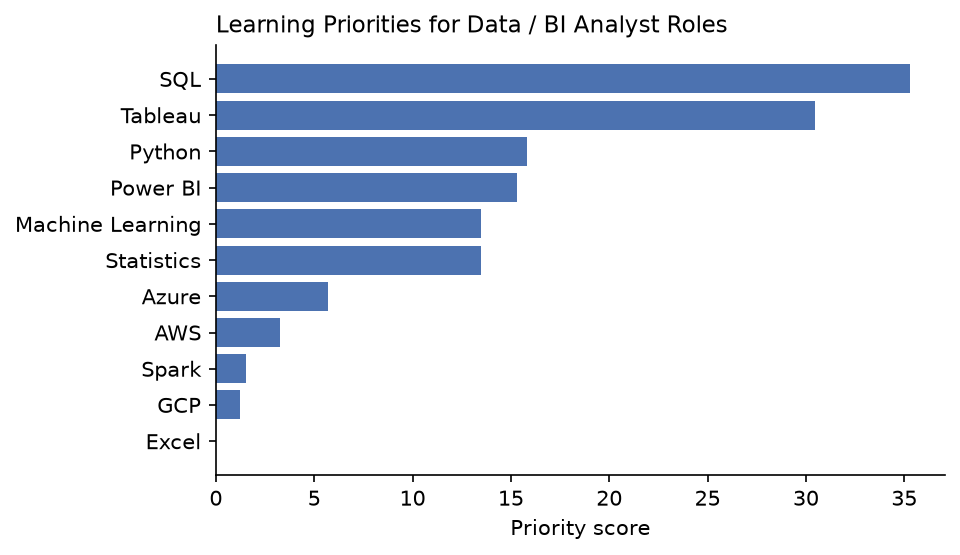 Learning Priorities for Data / BI Analyst Roles
SQL
Tableau
Python
Power BI
Machine Learning
Statistics
Azure
AWS
Spark
GCP
Excel
0 5 10 15 20 25 30 35
Priority score